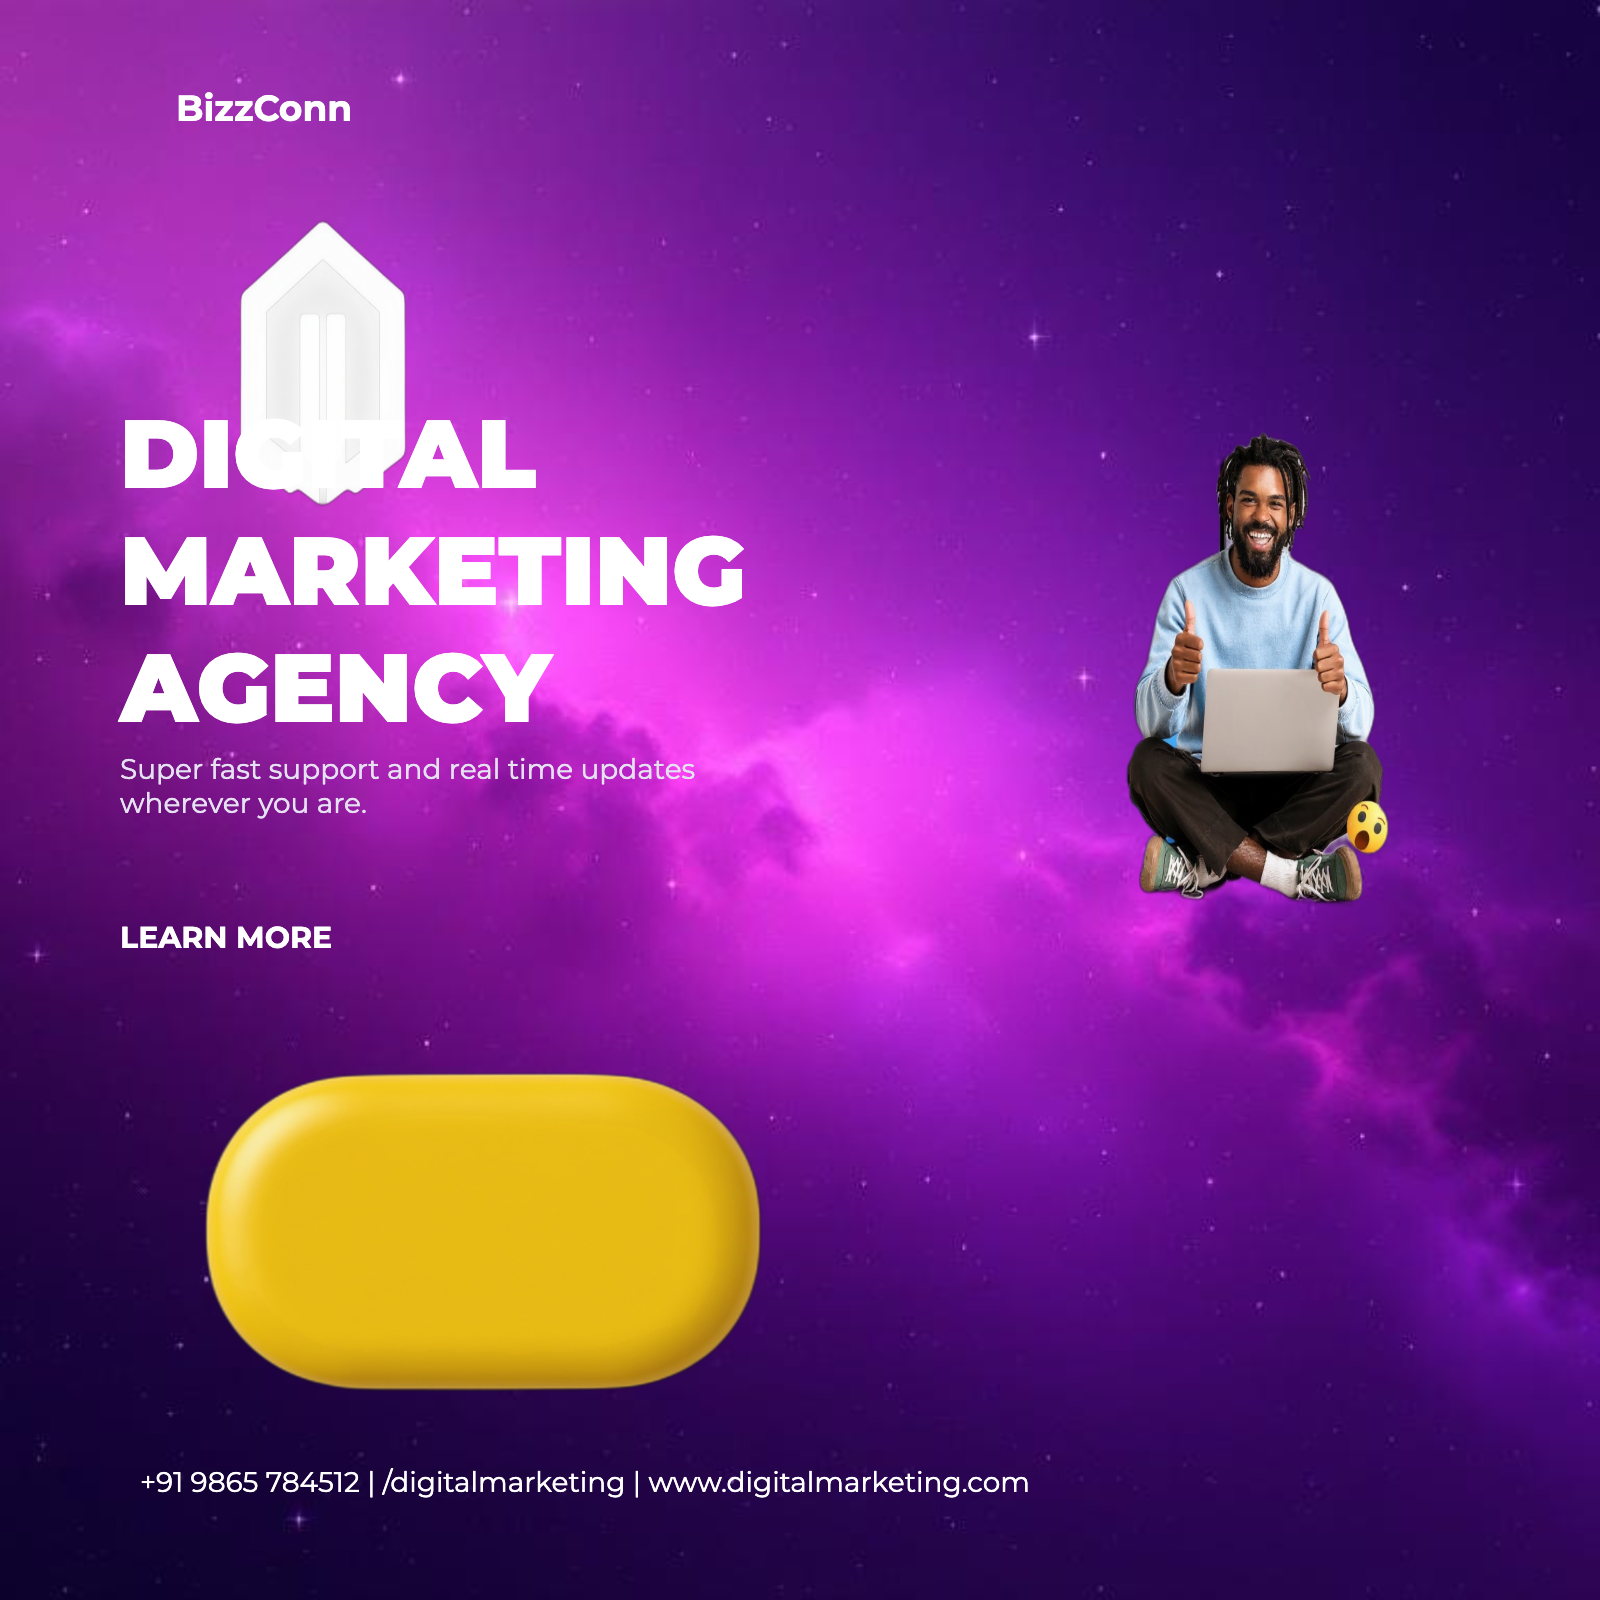 BizzConn
DIGITAL
MARKETING
AGENCY
Super fast support and real time updates
wherever you are.
LEARN MORE
+91 9865 784512 | /digitalmarketing | www.digitalmarketing.com